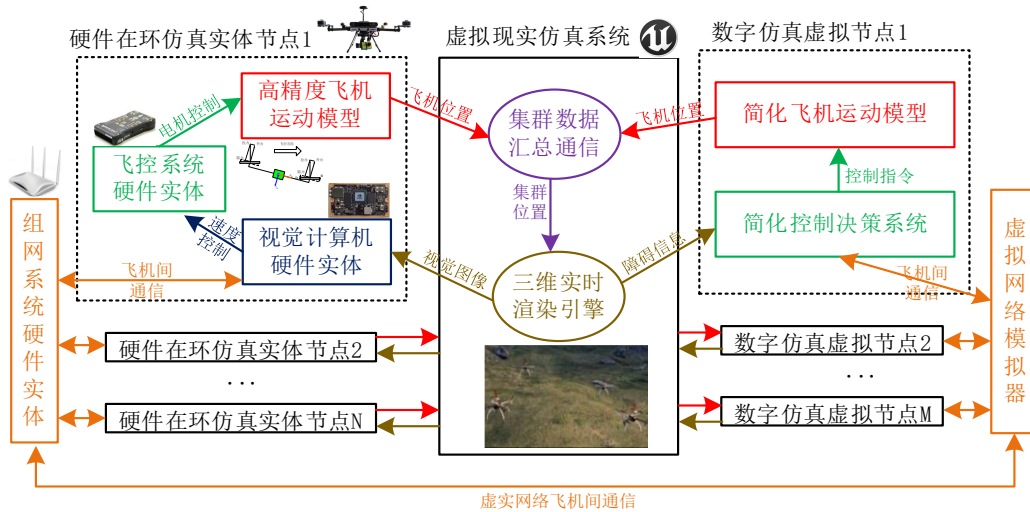 硬件在环仿真实体节点1
虚拟现实仿真系统
数字仿真虚拟节点1
高精度飞机
运动模型
电机控制
飞机位置
集群数据
汇总通信
飞机位置
简化飞机运动模型
飞控系统
硬件实体
集群
位置
控制指令
组网系统硬件实体
速度
控制
视觉计算机
硬件实体
视觉图像
三维实时
渲染引擎
障碍信息
简化控制决策系统
虚拟网络模拟器
飞机间
通信
飞机间
通信
硬件在环仿真实体节点2
数字仿真虚拟节点2
...
...
硬件在环仿真实体节点N
数字仿真虚拟节点M
虚实网络飞机间通信